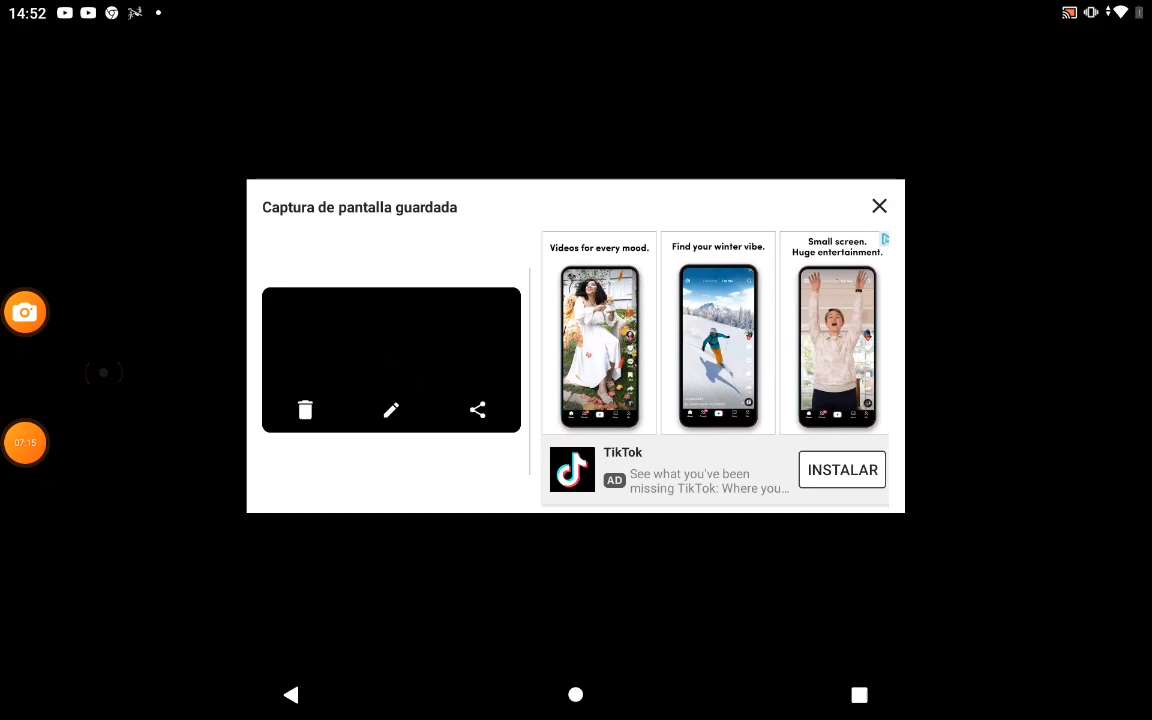 14:52
Captura de pantalla guardada
Videos for every mood.
Find your winter vibe.
Small screen.
Huge entertainment.
07:15
TikTok
AD
See what you've been
missing TikTok: Where you...
INSTALAR